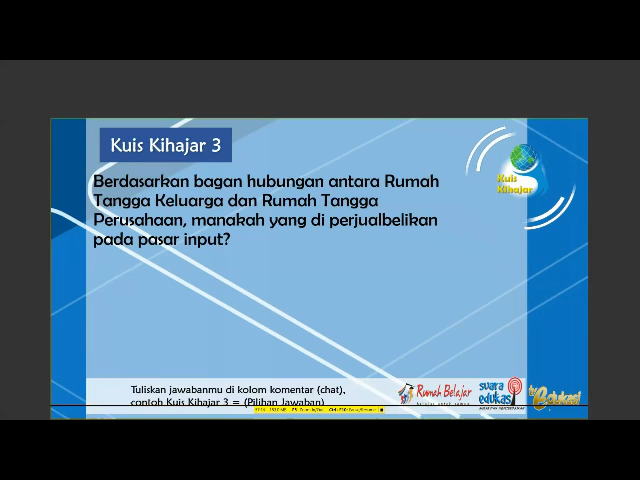 Kuis Kihajar 3
Kuis
Kihajar
Berdasarkan bagan hubungan antara Rumah
Tangga Keluarga dan Rumah Tangga
Perusahaan, manakah yang di perjualbelikan
pada pasar input?
Tuliskan jawabanmu di kolom komentar (chat),
contoh Kuis Kihajar 3 = (Pilihan Jawaban)
Rumah Belajar
suara
edukasi
tv Edukasi